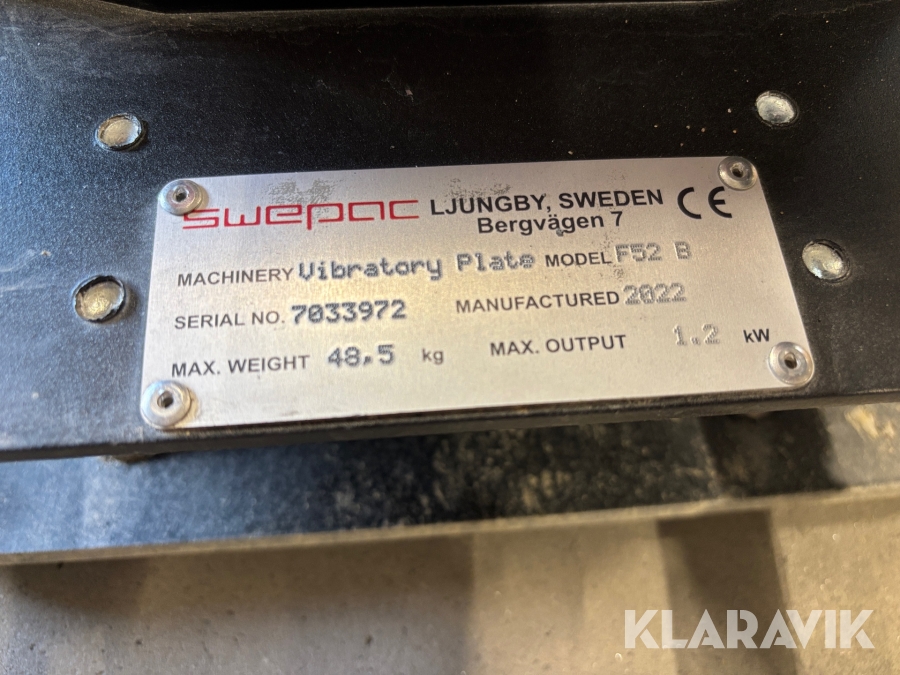 swepac LJUNGBY, SWEDEN CE
Bergvägen 7
MACHINERY Vibratory Plate MODEL F52 B
SERIAL NO. 7033972 MANUFACTURED 2022
MAX. WEIGHT 48.5 kg MAX. OUTPUT 1.2 kW
KLARAVIK